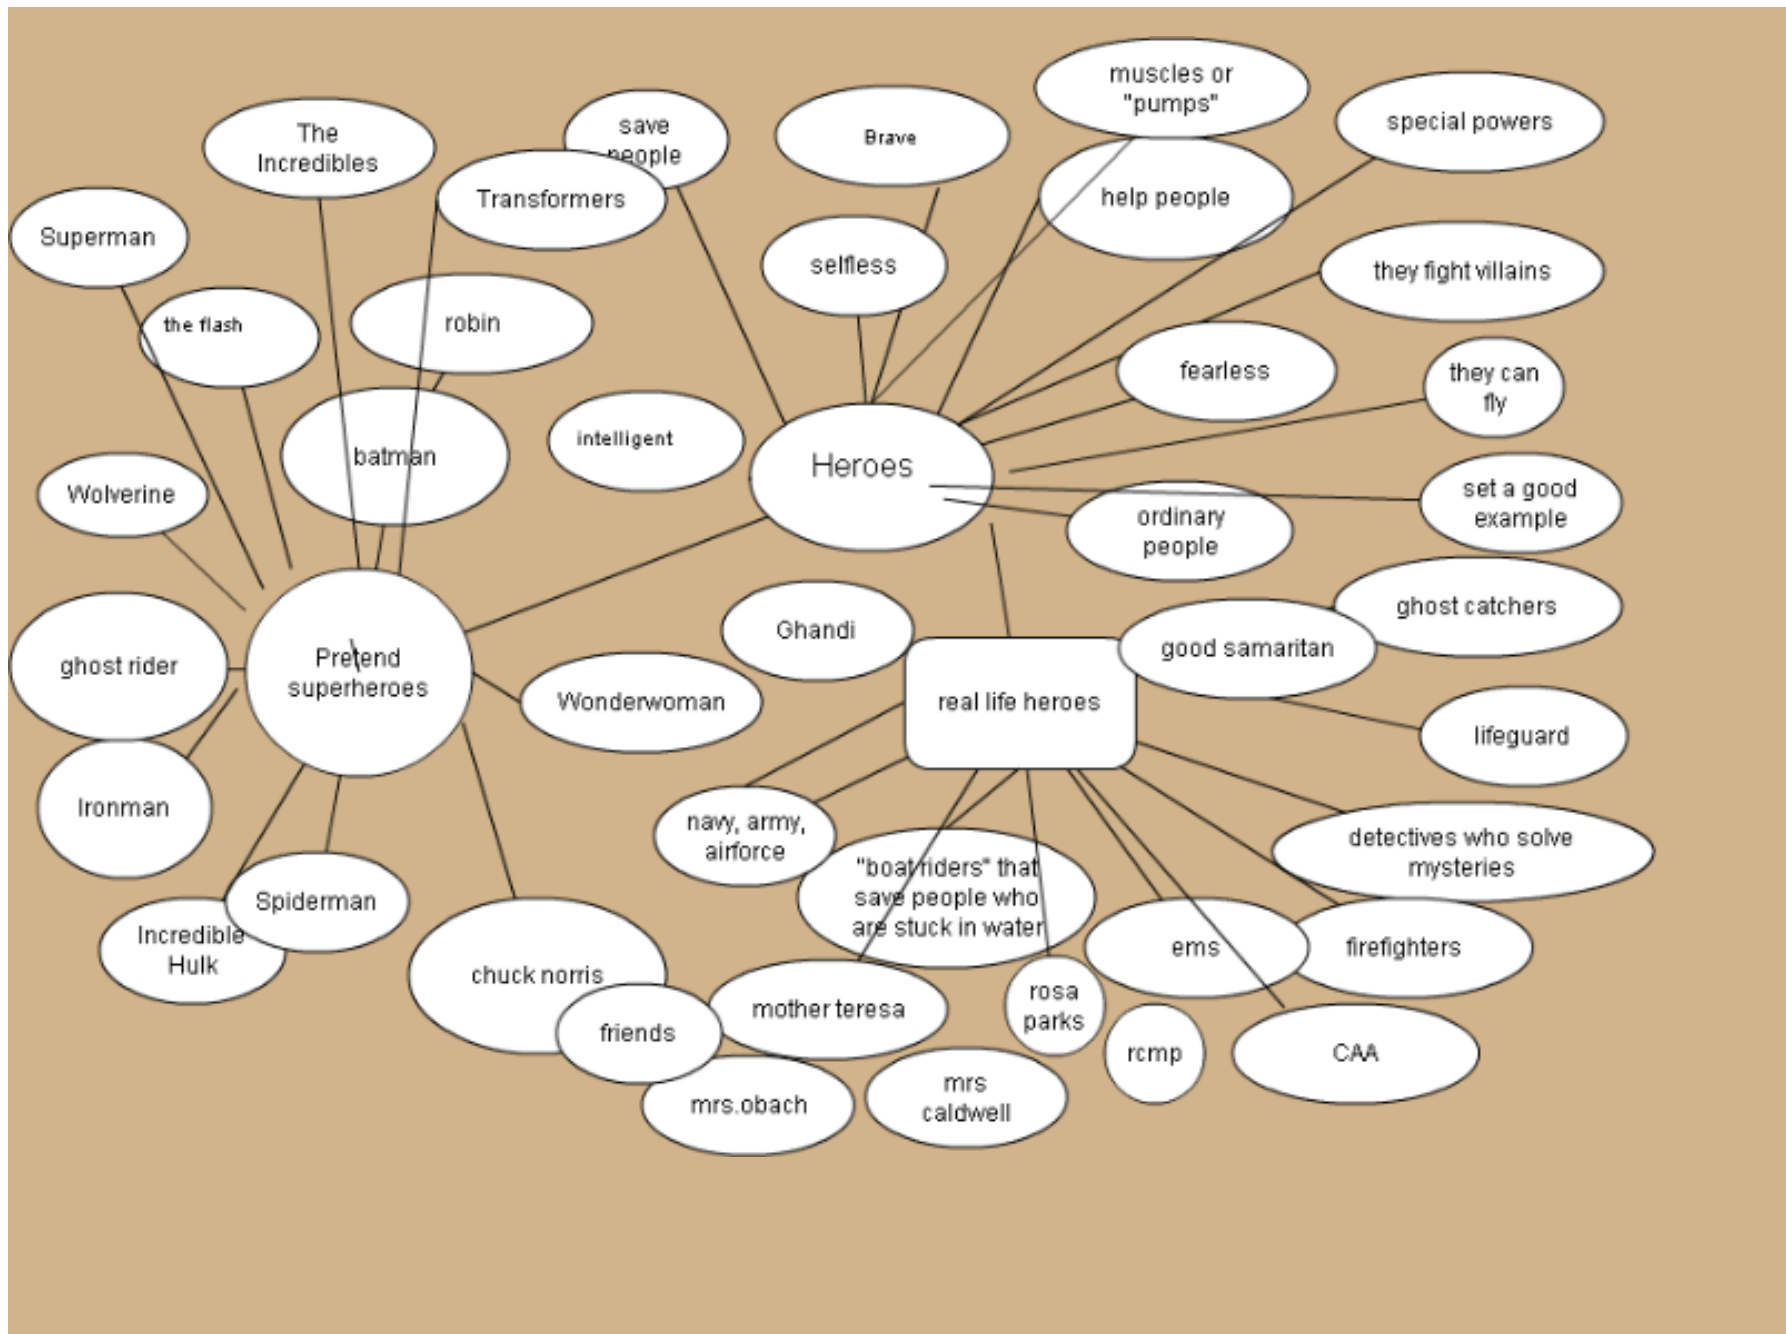 muscles or
"pumps"
special powers
save
people
The
Incredibles
Brave
Transformers
help people
Superman
selfless
they fight villains
the flash
robin
fearless
they can
fly
intelligent
batman
Heroes
Wolverine
set a good
example
ordinary
people
ghost catchers
Ghandi
good samaritan
ghost rider
Pretend
superheroes
Wonderwoman
real life heroes
lifeguard
Ironman
navy, army,
airforce
detectives who solve
mysteries
"boat riders" that
save people who
are stuck in water
Spiderman
Incredible
Hulk
ems
firefighters
chuck norris
rosa
parks
mother teresa
friends
rcmp
CAA
mrs.obach
mrs
caldwell